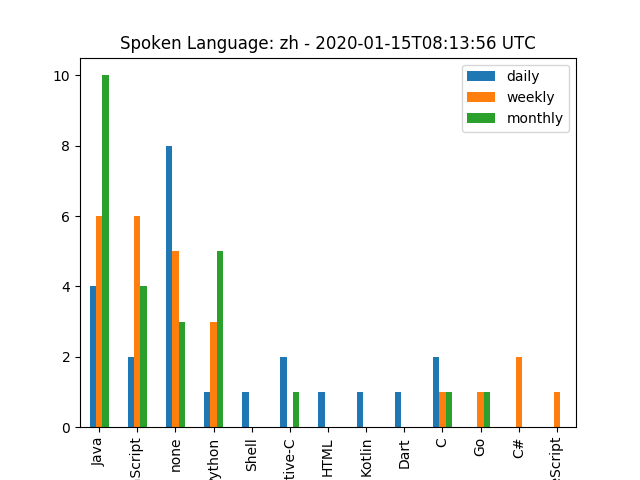 Spoken Language: zh - 2020-01-15T08:13:56 UTC
daily
weekly
monthly
10
8
6
4
2
0
Java
Script
none
ython
Shell
tive-C
HTML
Kotlin
Dart
C
Go
C#
eScript